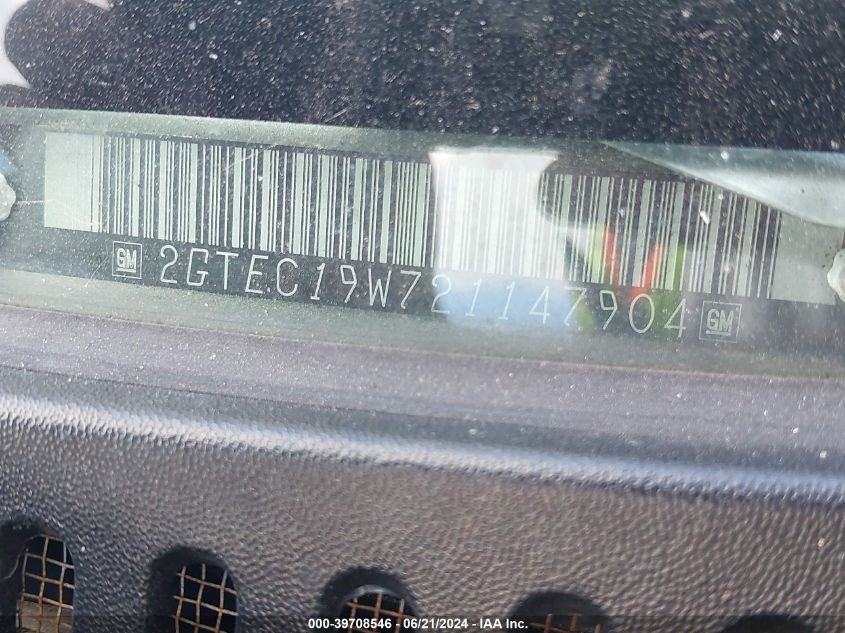 GM 2GTEC19W721147904 GM
000-39708546 / 06/21/2024 - IAA Inc.